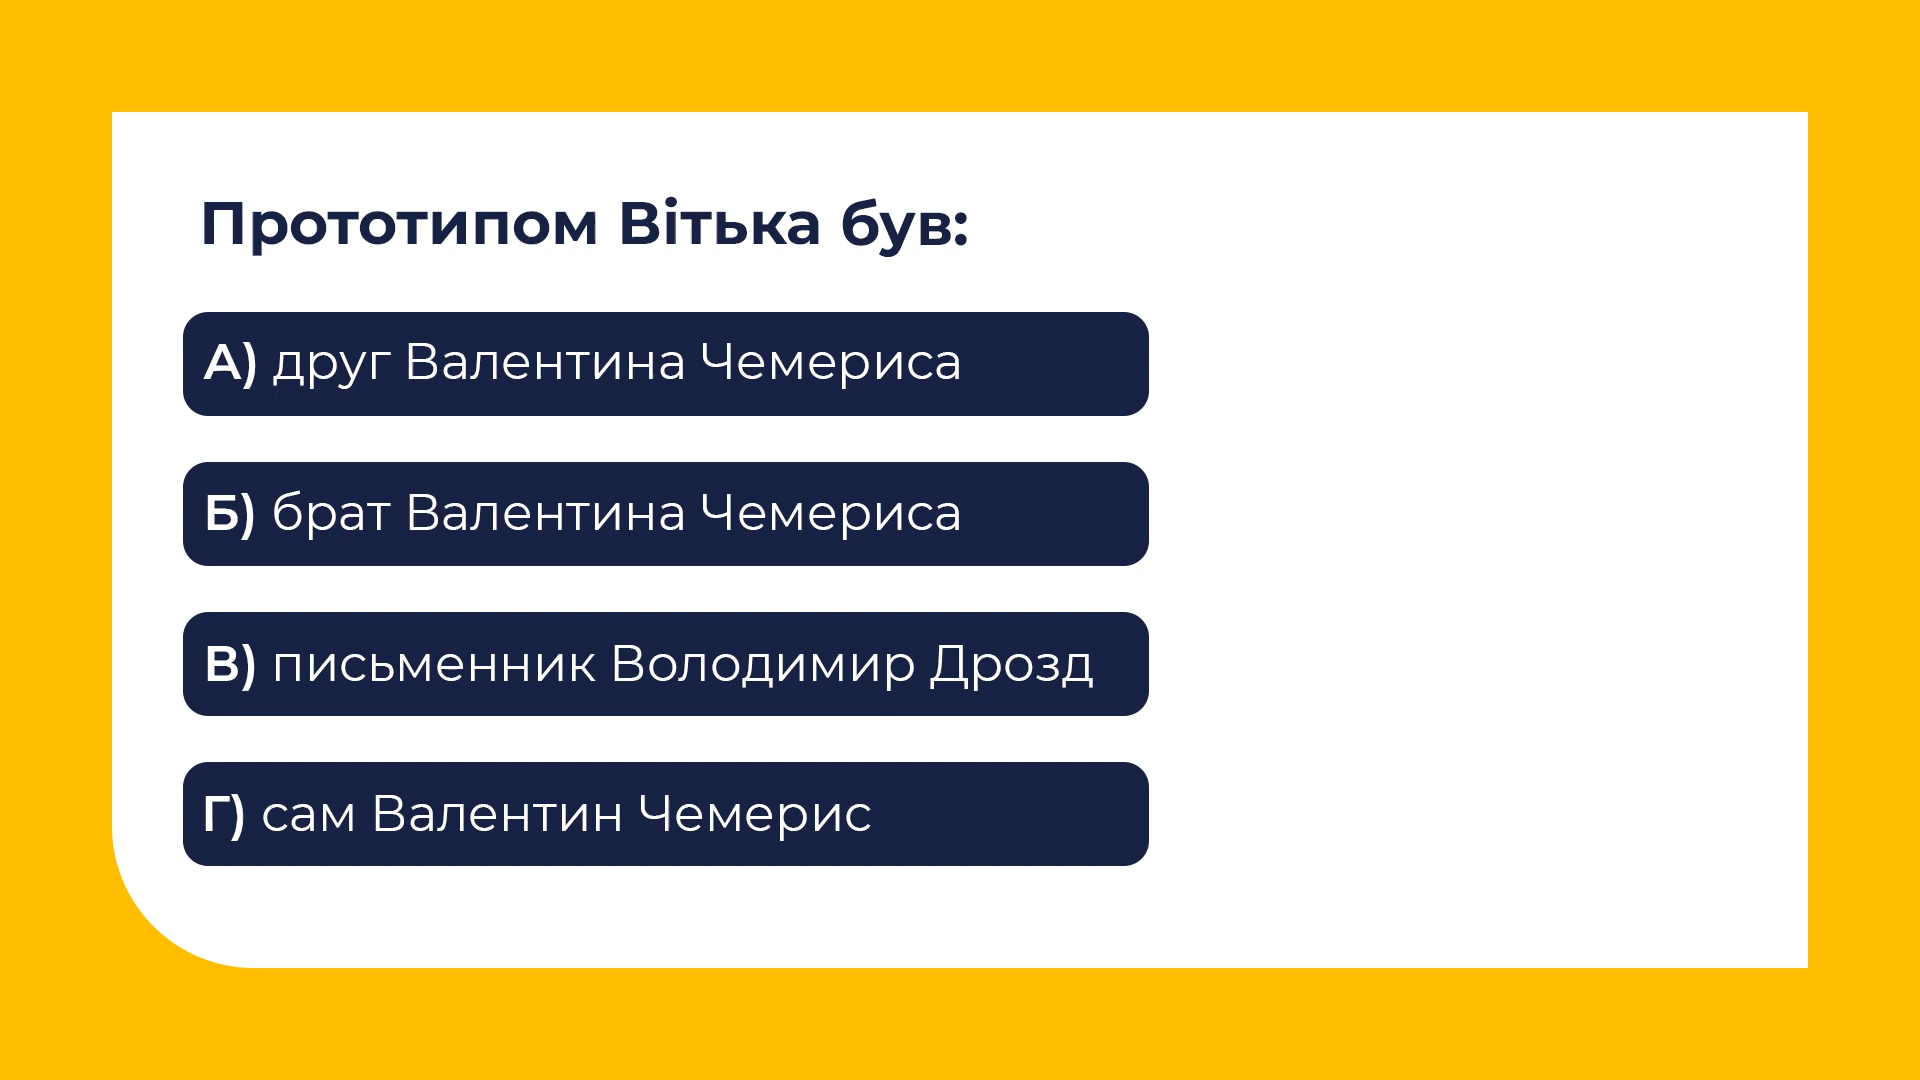 Прототипом Вітька був:
А) друг Валентина Чемериса
Б) брат Валентина Чемериса
В) письменник Володимир Дрозд
Г) сам Валентин Чемерис